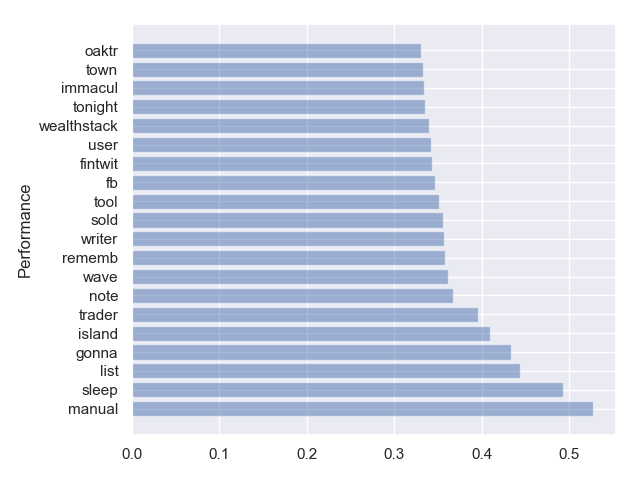 oaktr
town
immacul
tonight
wealthstack
user
fintwit
fb
tool
sold
writer
rememb
wave
note
trader
island
gonna
list
sleep
manual
Performance
0.0 0.1 0.2 0.3 0.4 0.5